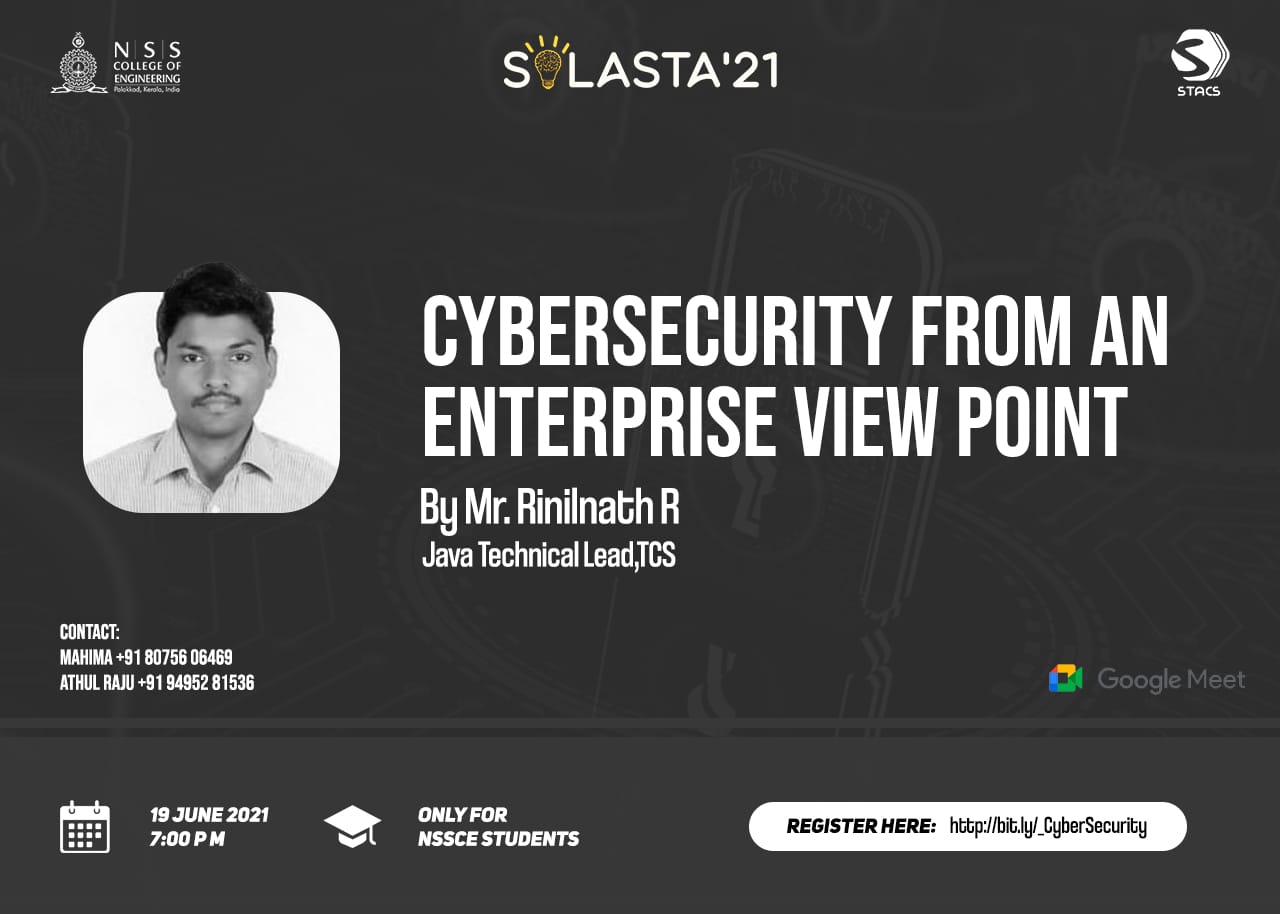 N|S|S
COLLEGE OF
ENGINEERING
Palakkad, Kerala, India
SOLASTA'21
STACS
CYBERSECURITY FROM AN
ENTERPRISE VIEW POINT
By Mr. Rinilnath R
Java Technical Lead,TCS
CONTACT:
MAHIMA +91 80756 06469
ATHUL RAJU +91 94952 81536
Google Meet
19 JUNE 2021
7:00 P M
ONLY FOR
NSSCE STUDENTS
REGISTER HERE: http://bit.ly/_CyberSecurity